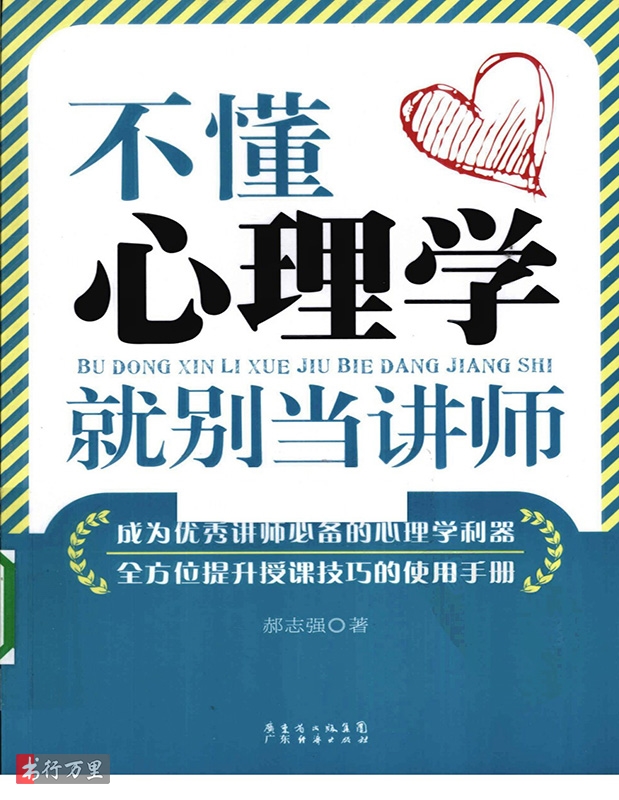 不懂
心理学
BU DONG XIN LI XUE JIU BIE DANG JIANG SHI
就别当讲师
成为优秀讲师必备的心理学利器
全方位提升授课技巧的使用手册
郝志强○著
广东省出版集团
广东经济出版社
书行万里